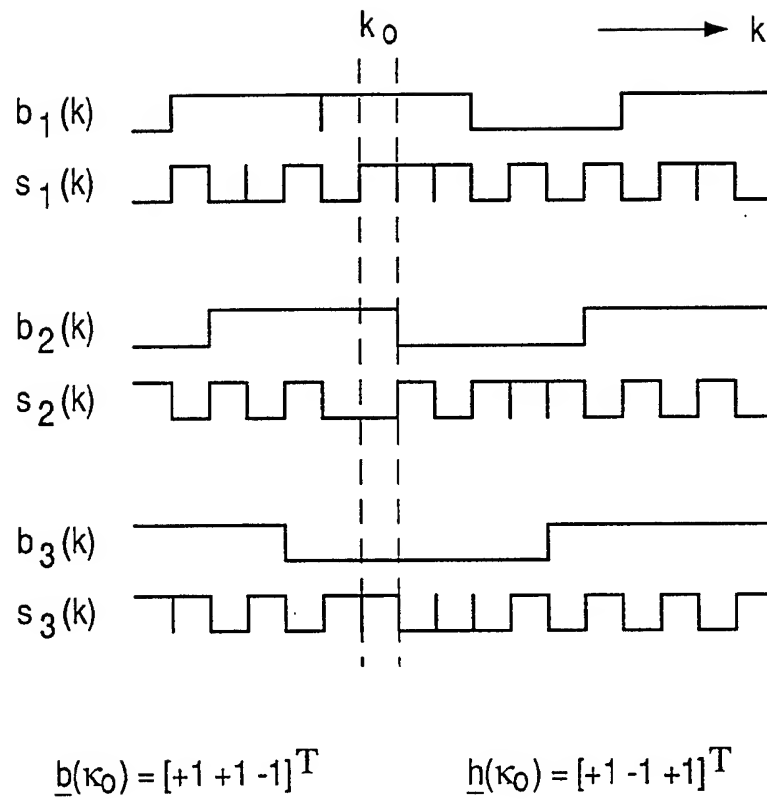 k₀ k
b₁(k)
s₁(k)
b₂(k)
s₂(k)
b₃(k)
s₃(k)
b(κ₀) = [+1 +1 -1]ᵀ h(κ₀) = [+1 -1 +1]ᵀ